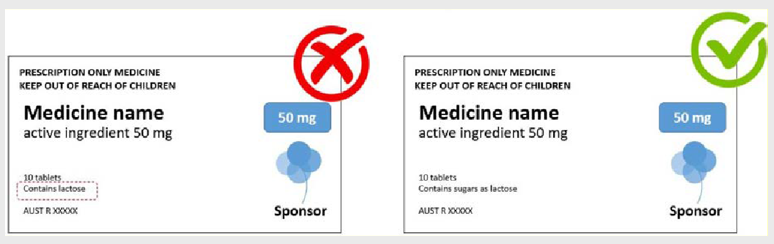 PRESCRIPTION ONLY MEDICINE
KEEP OUT OF REACH OF CHILDREN
Medicine name
active ingredient 50 mg
50 mg
10 tablets
Contains lactose
AUST R XXXXX
Sponsor
PRESCRIPTION ONLY MEDICINE
KEEP OUT OF REACH OF CHILDREN
Medicine name
active ingredient 50 mg
50 mg
10 tablets
Contains sugars as lactose
AUST R XXXXX
Sponsor